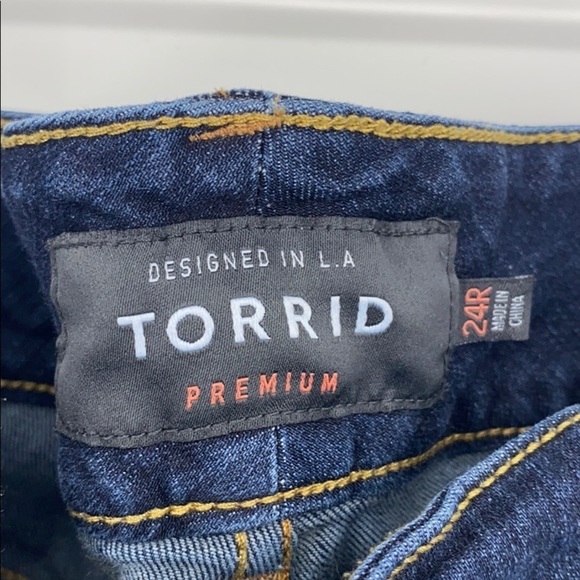 DESIGNED IN L.A
TORRID
PREMIUM
24R
MADE IN
CHINA